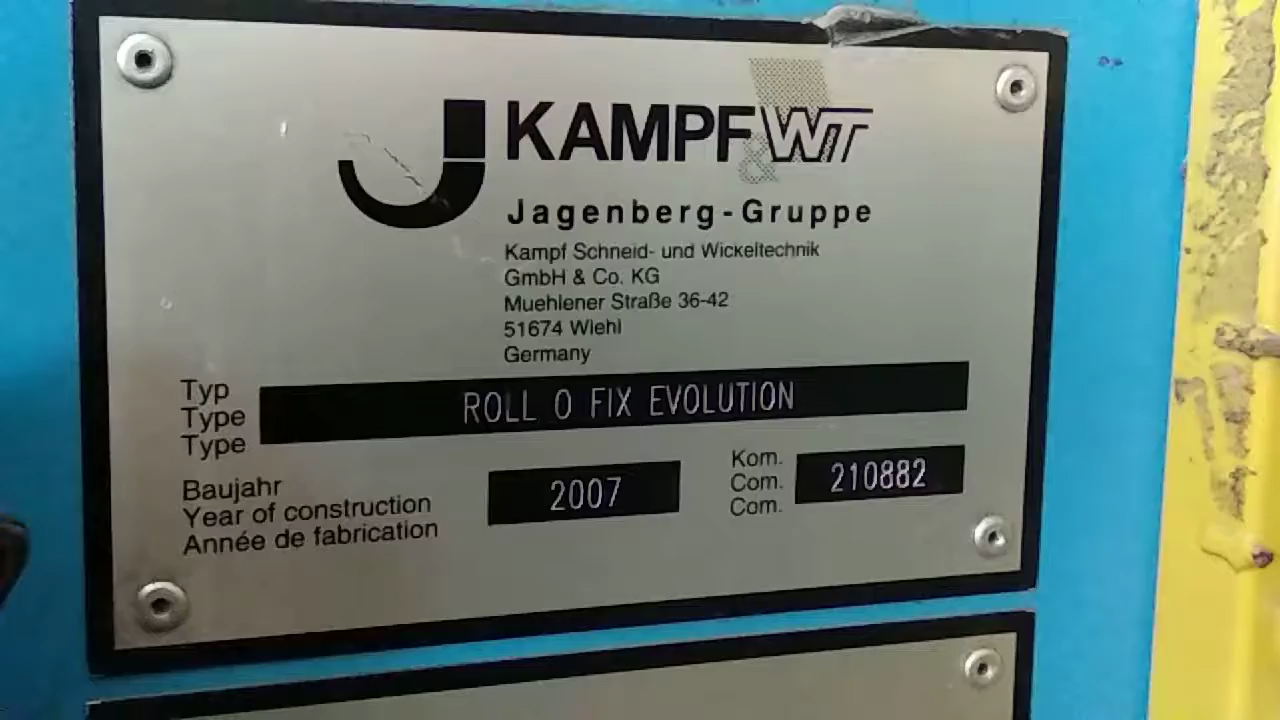 KAMPF & WT
Jagenberg-Gruppe
Kampf Schneid- und Wickeltechnik
GmbH & Co. KG
Muehlener Straße 36-42
51674 Wiehl
Germany
Typ
Type
Type
ROLL O FIX EVOLUTION
Baujahr
Year of construction
Année de fabrication
2007
Kom.
Com.
Com.
210882